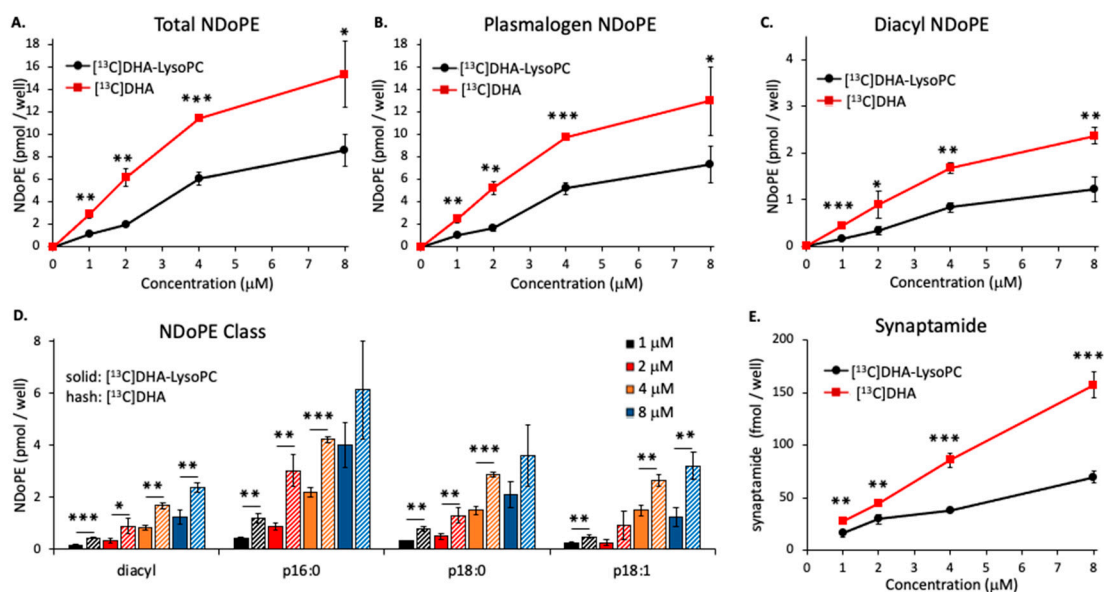 A.
Total NDoPE
NDoPE (pmol / well)
18
16
14
12
10
8
6
4
2
0
[¹³C]DHA-LysoPC
[¹³C]DHA
**
**
***
*
0 1 2 3 4 5 6 7 8
Concentration (μM)
B.
Plasmalogen NDoPE
NDoPE (pmol / well)
18
16
14
12
10
8
6
4
2
0
[¹³C]DHA-LysoPC
[¹³C]DHA
**
**
***
*
0 1 2 3 4 5 6 7 8
Concentration (μM)
C.
Diacyl NDoPE
NDoPE (pmol / well)
4
3
2
1
0
[¹³C]DHA-LysoPC
[¹³C]DHA
***
*
**
**
0 1 2 3 4 5 6 7 8
Concentration (μM)
D.
NDoPE Class
NDoPE (pmol / well)
8
6
4
2
0
solid: [¹³C]DHA-LysoPC
hash: [¹³C]DHA
1 μM
2 μM
4 μM
8 μM
*** * ** **
** ** ***
** ** ***
** ** **
diacyl p16:0 p18:0 p18:1
E.
Synaptamide
synaptamide (fmol / well)
200
150
100
50
0
[¹³C]DHA-LysoPC
[¹³C]DHA
**
**
***
***
0 1 2 3 4 5 6 7 8
Concentration (μM)